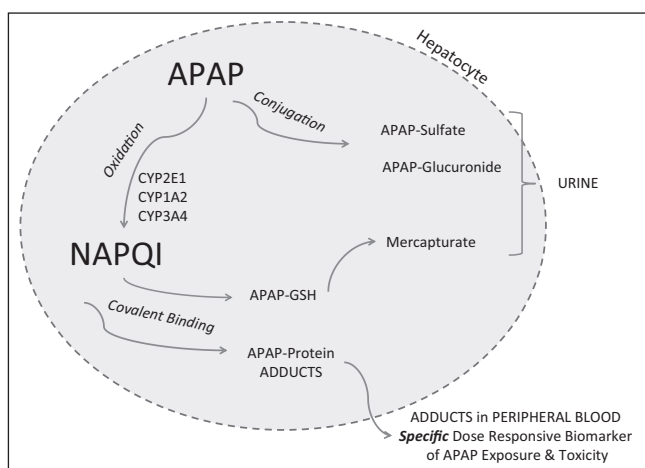 Hepatocyte
APAP
Oxidation
Conjugation
APAP-Sulfate
APAP-Glucuronide
URINE
CYP2E1
CYP1A2
CYP3A4
NAPQI
Mercapturate
APAP-GSH
Covalent Binding
APAP-Protein
ADDUCTS
ADDUCTS in PERIPHERAL BLOOD
Specific Dose Responsive Biomarker
of APAP Exposure & Toxicity